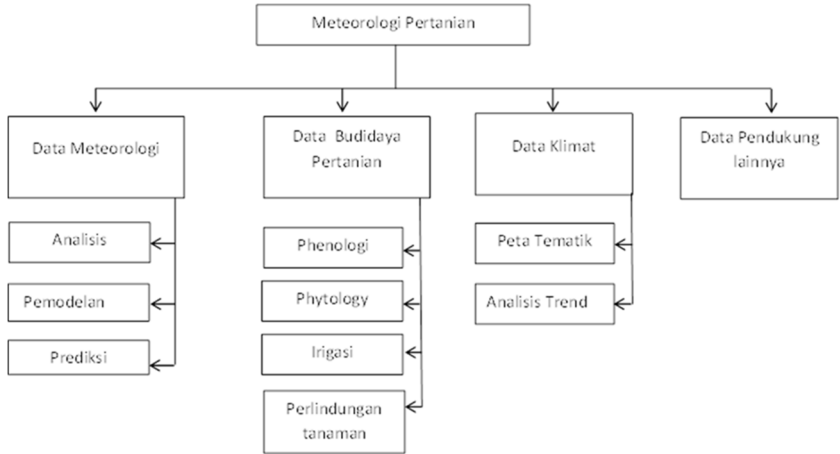 Meteorologi Pertanian
Data Meteorologi
Analisis
Pemodelan
Prediksi
Data Budidaya
Pertanian
Phenologi
Phytology
Irigasi
Perlindungan
tanaman
Data Klimat
Peta Tematik
Analisis Trend
Data Pendukung
lainnya